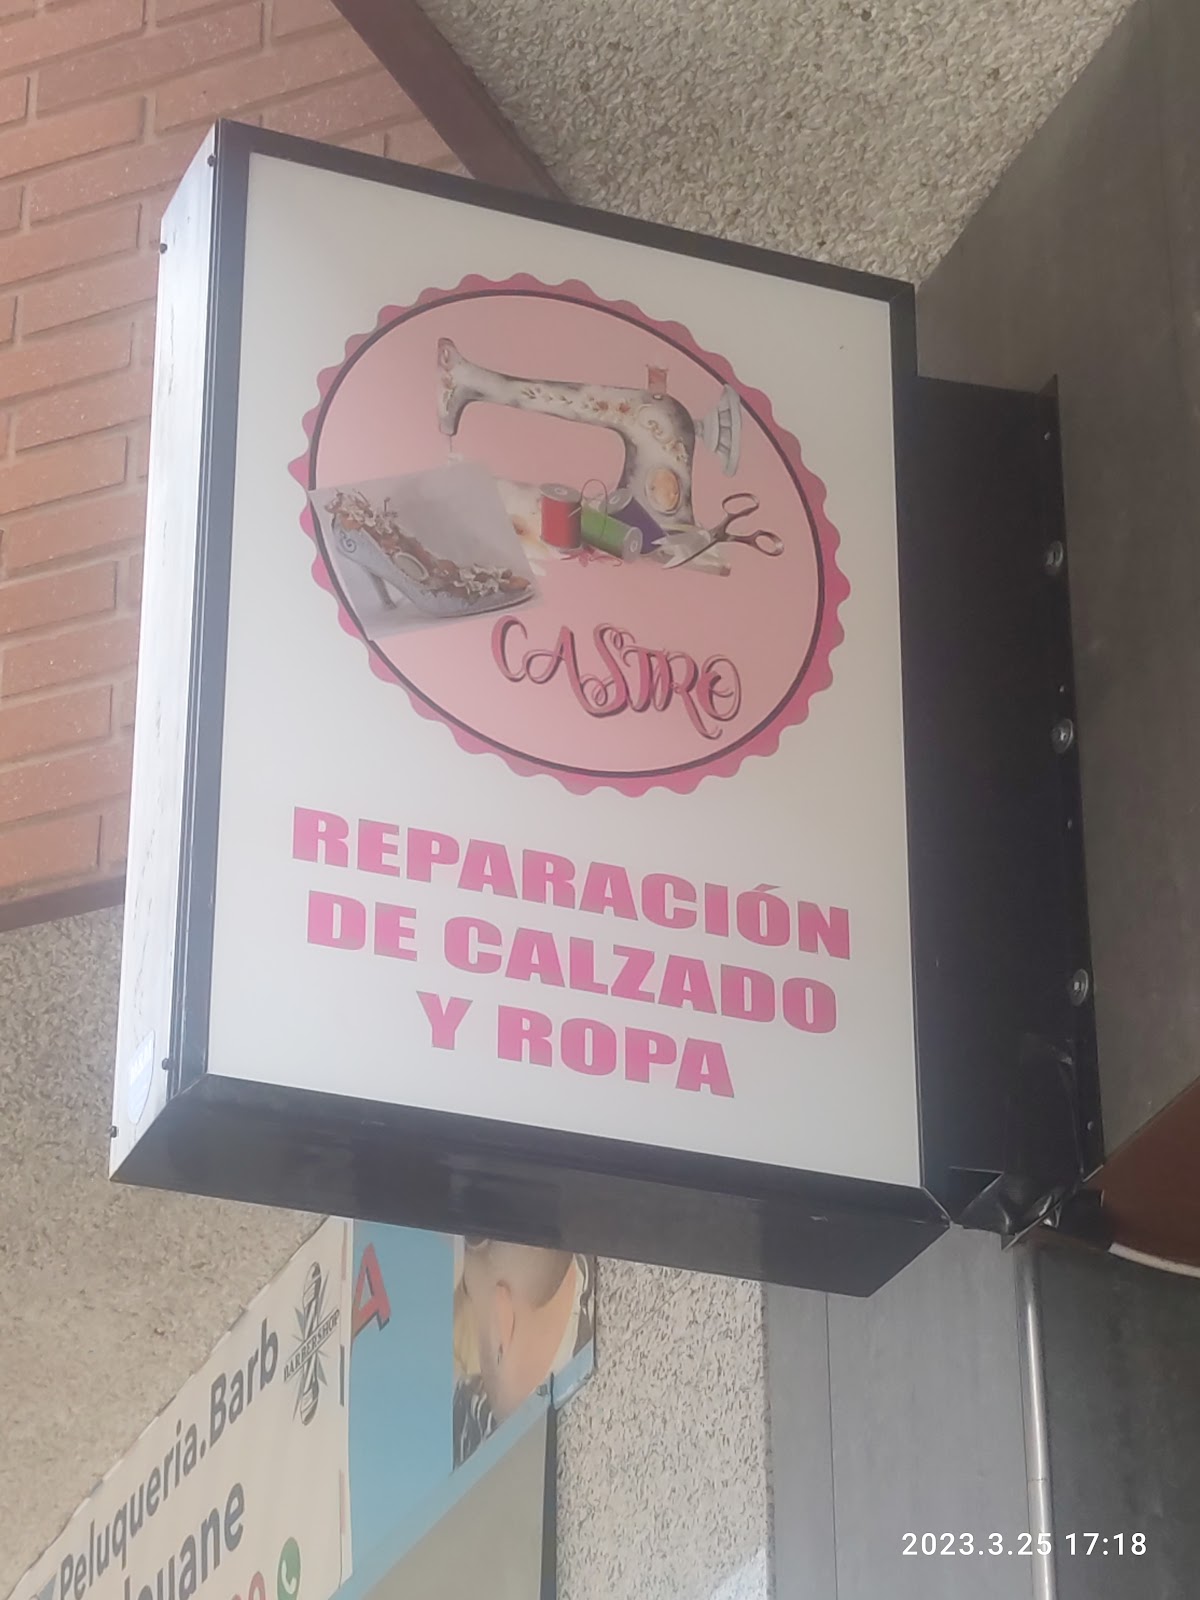 CASTRO
REPARACIÓN
DE CALZADO
Y ROPA
A
BARBERSHOP
Peluqueria.Barb
2023.3.25 17:18